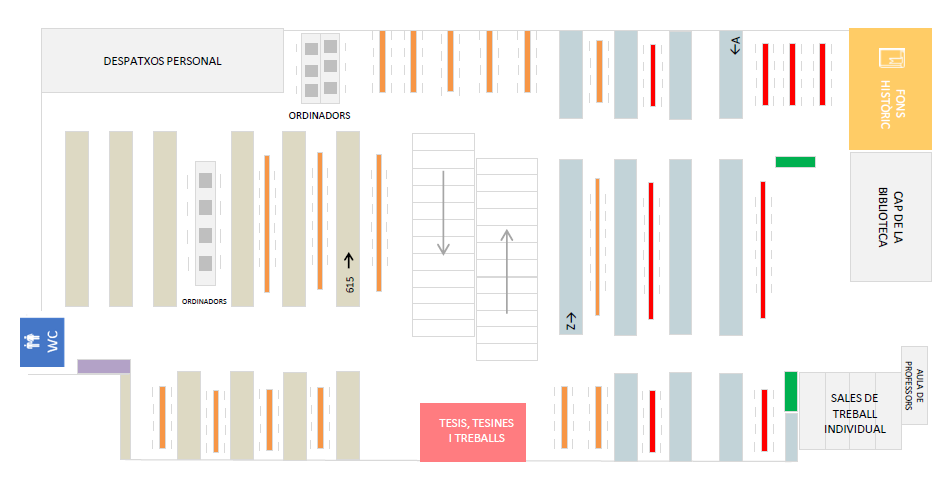 DESPATXOS PERSONAL
ORDINADORS
A
FONS
HISTÒRIC
CAP DE LA
BIBLIOTECA
615
ORDINADORS
Z
WC
TESIS, TESINES
I TREBALLS
SALES DE
TREBALL
INDIVIDUAL
AULA DE
PROFESSORS